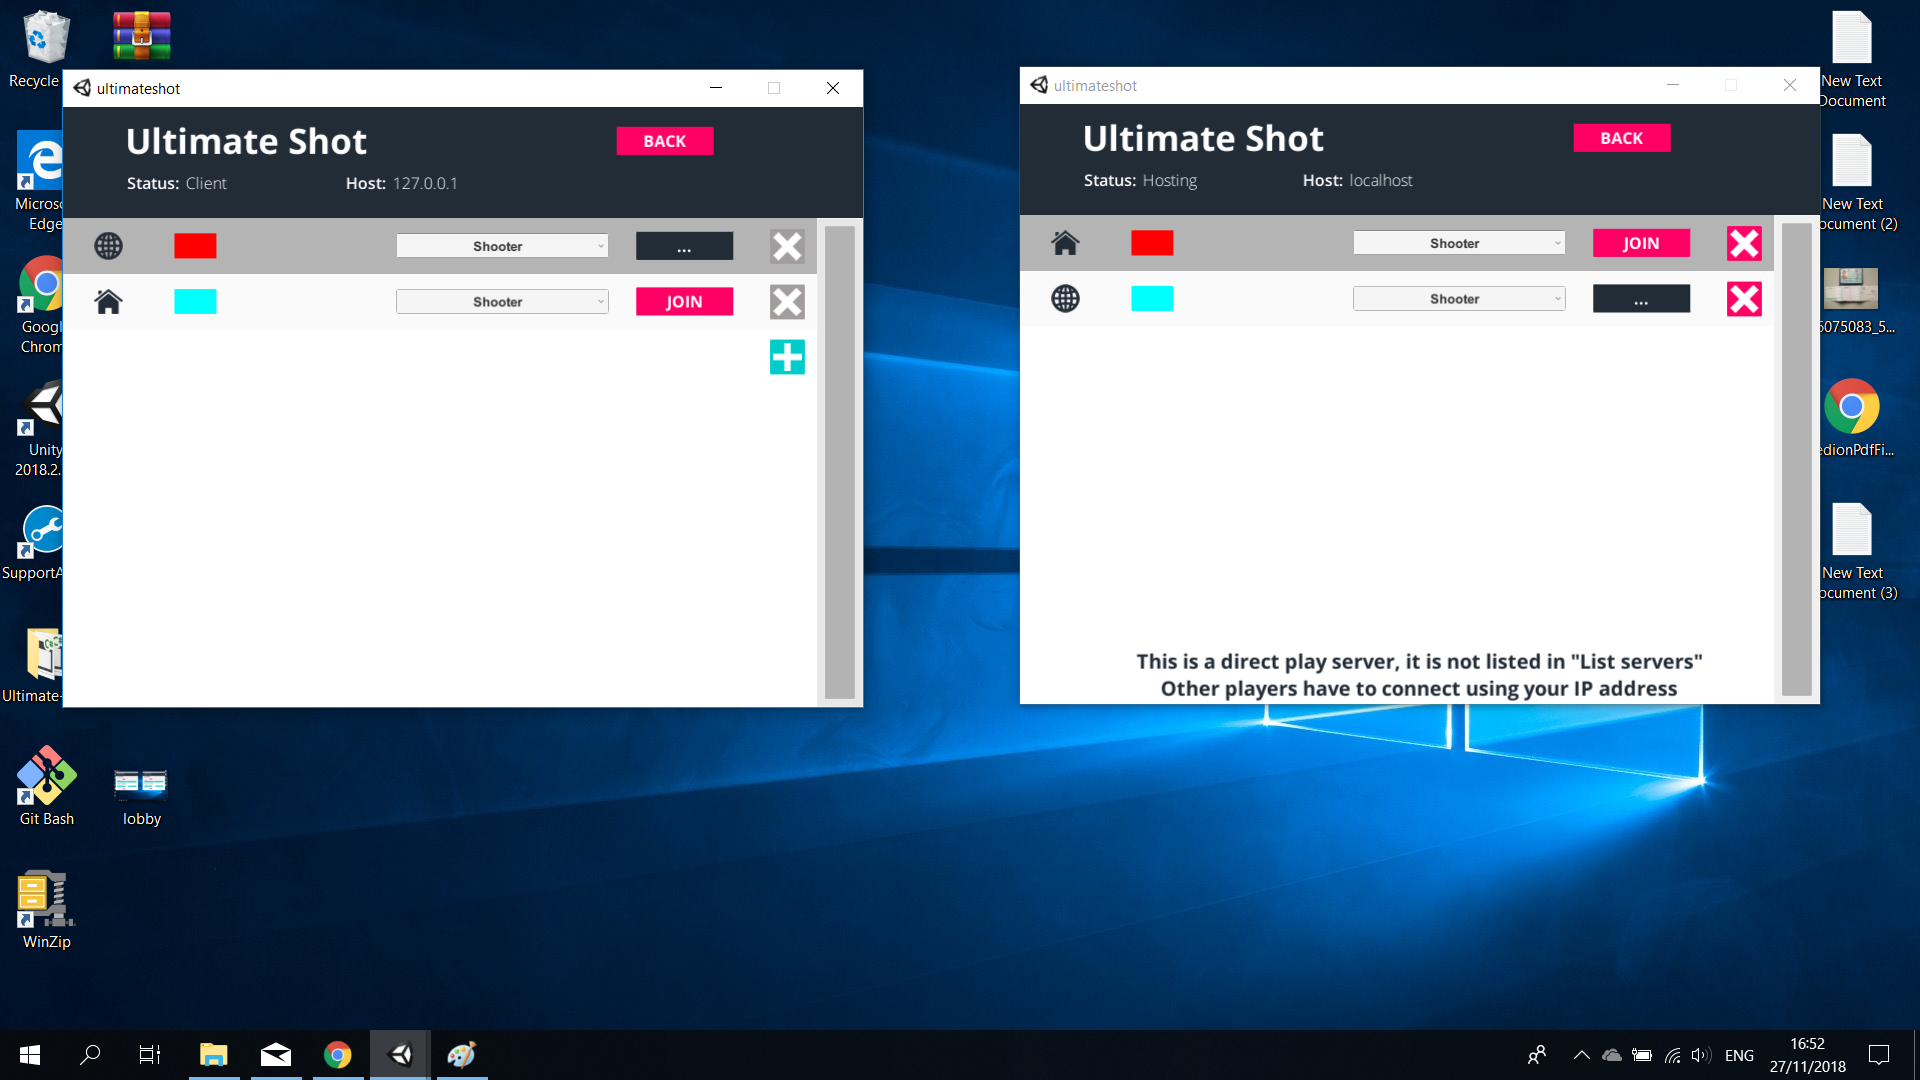 Recycle
ultimateshot
Ultimate Shot
BACK
Status: Client
Host: 127.0.0.1
Shooter
...
Shooter
JOIN
ultimateshot
Ultimate Shot
BACK
Status: Hosting
Host: localhost
Shooter
JOIN
Shooter
...
This is a direct play server, it is not listed in "List servers"
Other players have to connect using your IP address
Micros
Edge
Googl
Chrom
Unity
2018.2.
SupportA
Ultimate-
Git Bash
lobby
WinZip
New Text
Document
New Text
ocument (2)
6075083_5...
edionPdfFi...
New Text
ocument (3)
ENG
16:52
27/11/2018